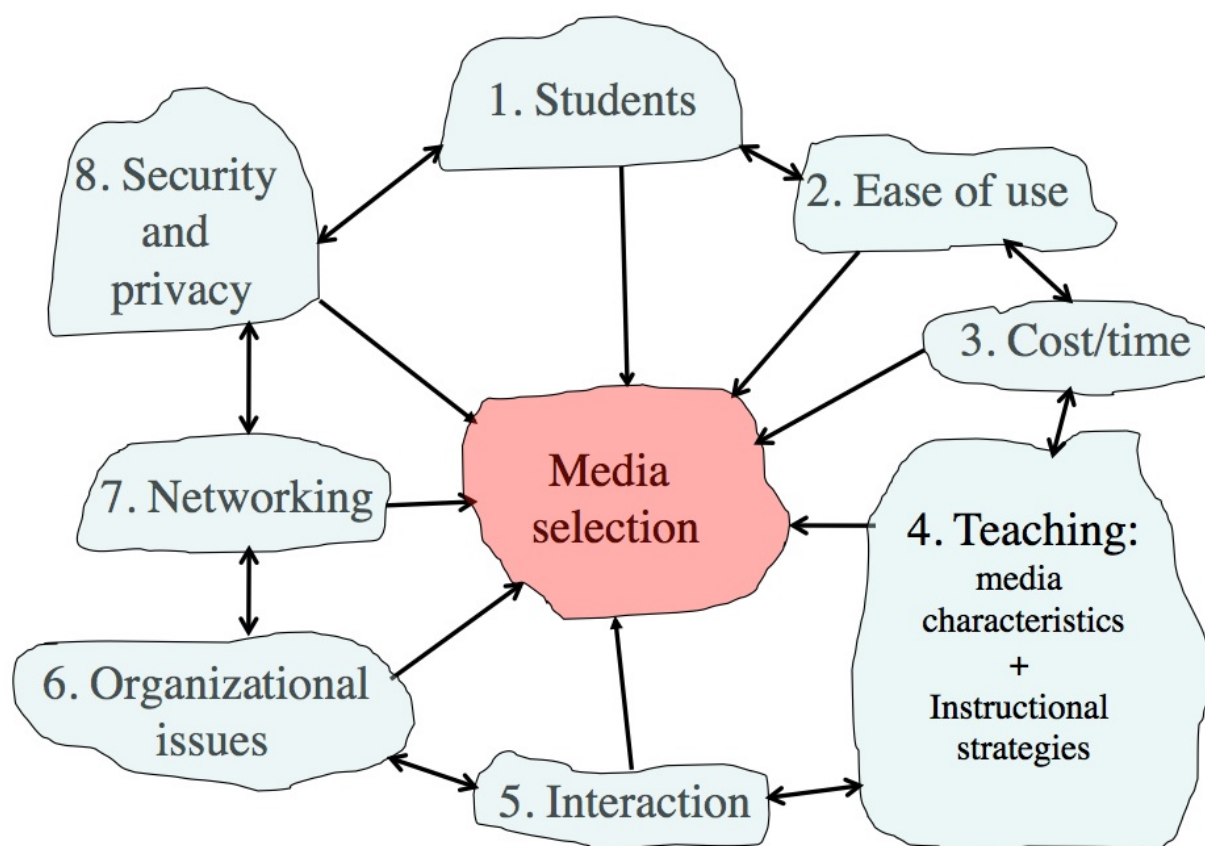 1. Students
2. Ease of use
3. Cost/time
4. Teaching:
media
characteristics
+
Instructional
strategies
5. Interaction
6. Organizational
issues
7. Networking
8. Security
and
privacy
Media
selection